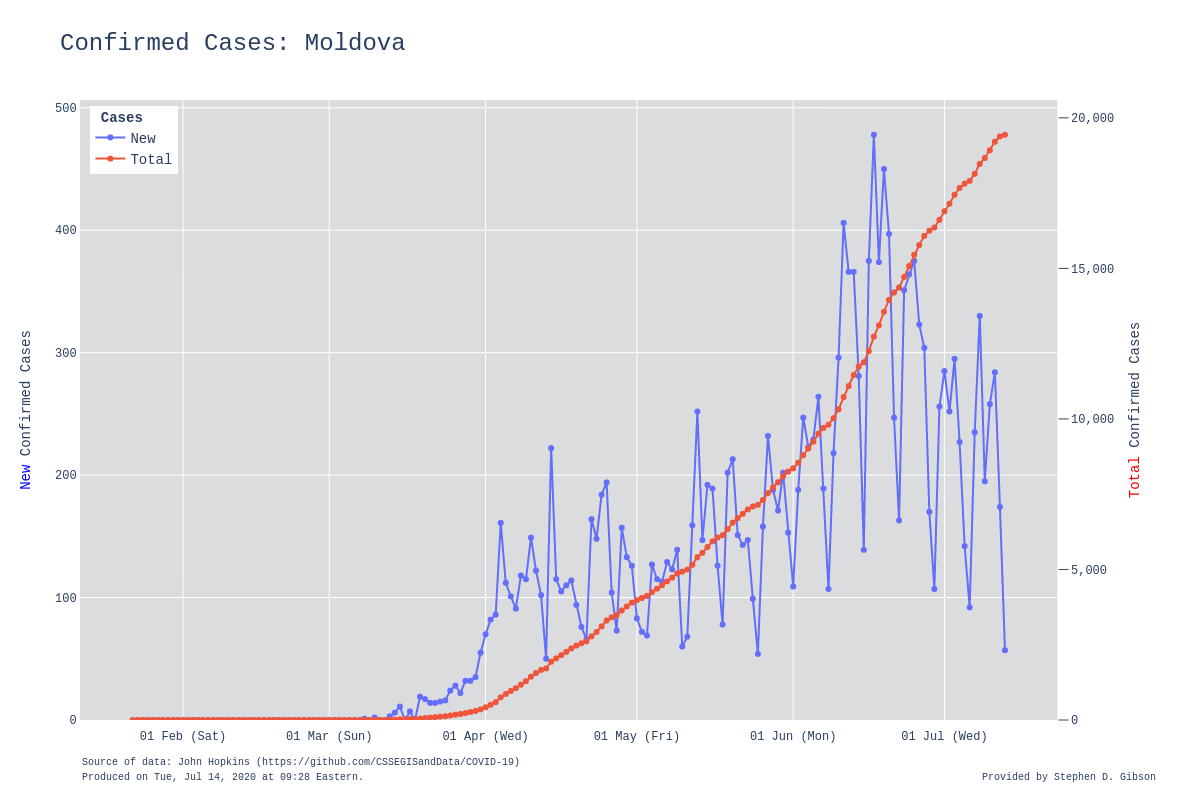 Confirmed Cases: Moldova
Cases
New
Total
500
400
300
200
100
0
20,000
15,000
10,000
5,000
0
New Confirmed Cases
Total Confirmed Cases
01 Feb (Sat)
01 Mar (Sun)
01 Apr (Wed)
01 May (Fri)
01 Jun (Mon)
01 Jul (Wed)
Source of data: John Hopkins (https://github.com/CSSEGISandData/COVID-19)
Produced on Tue, Jul 14, 2020 at 09:28 Eastern.
Provided by Stephen D. Gibson